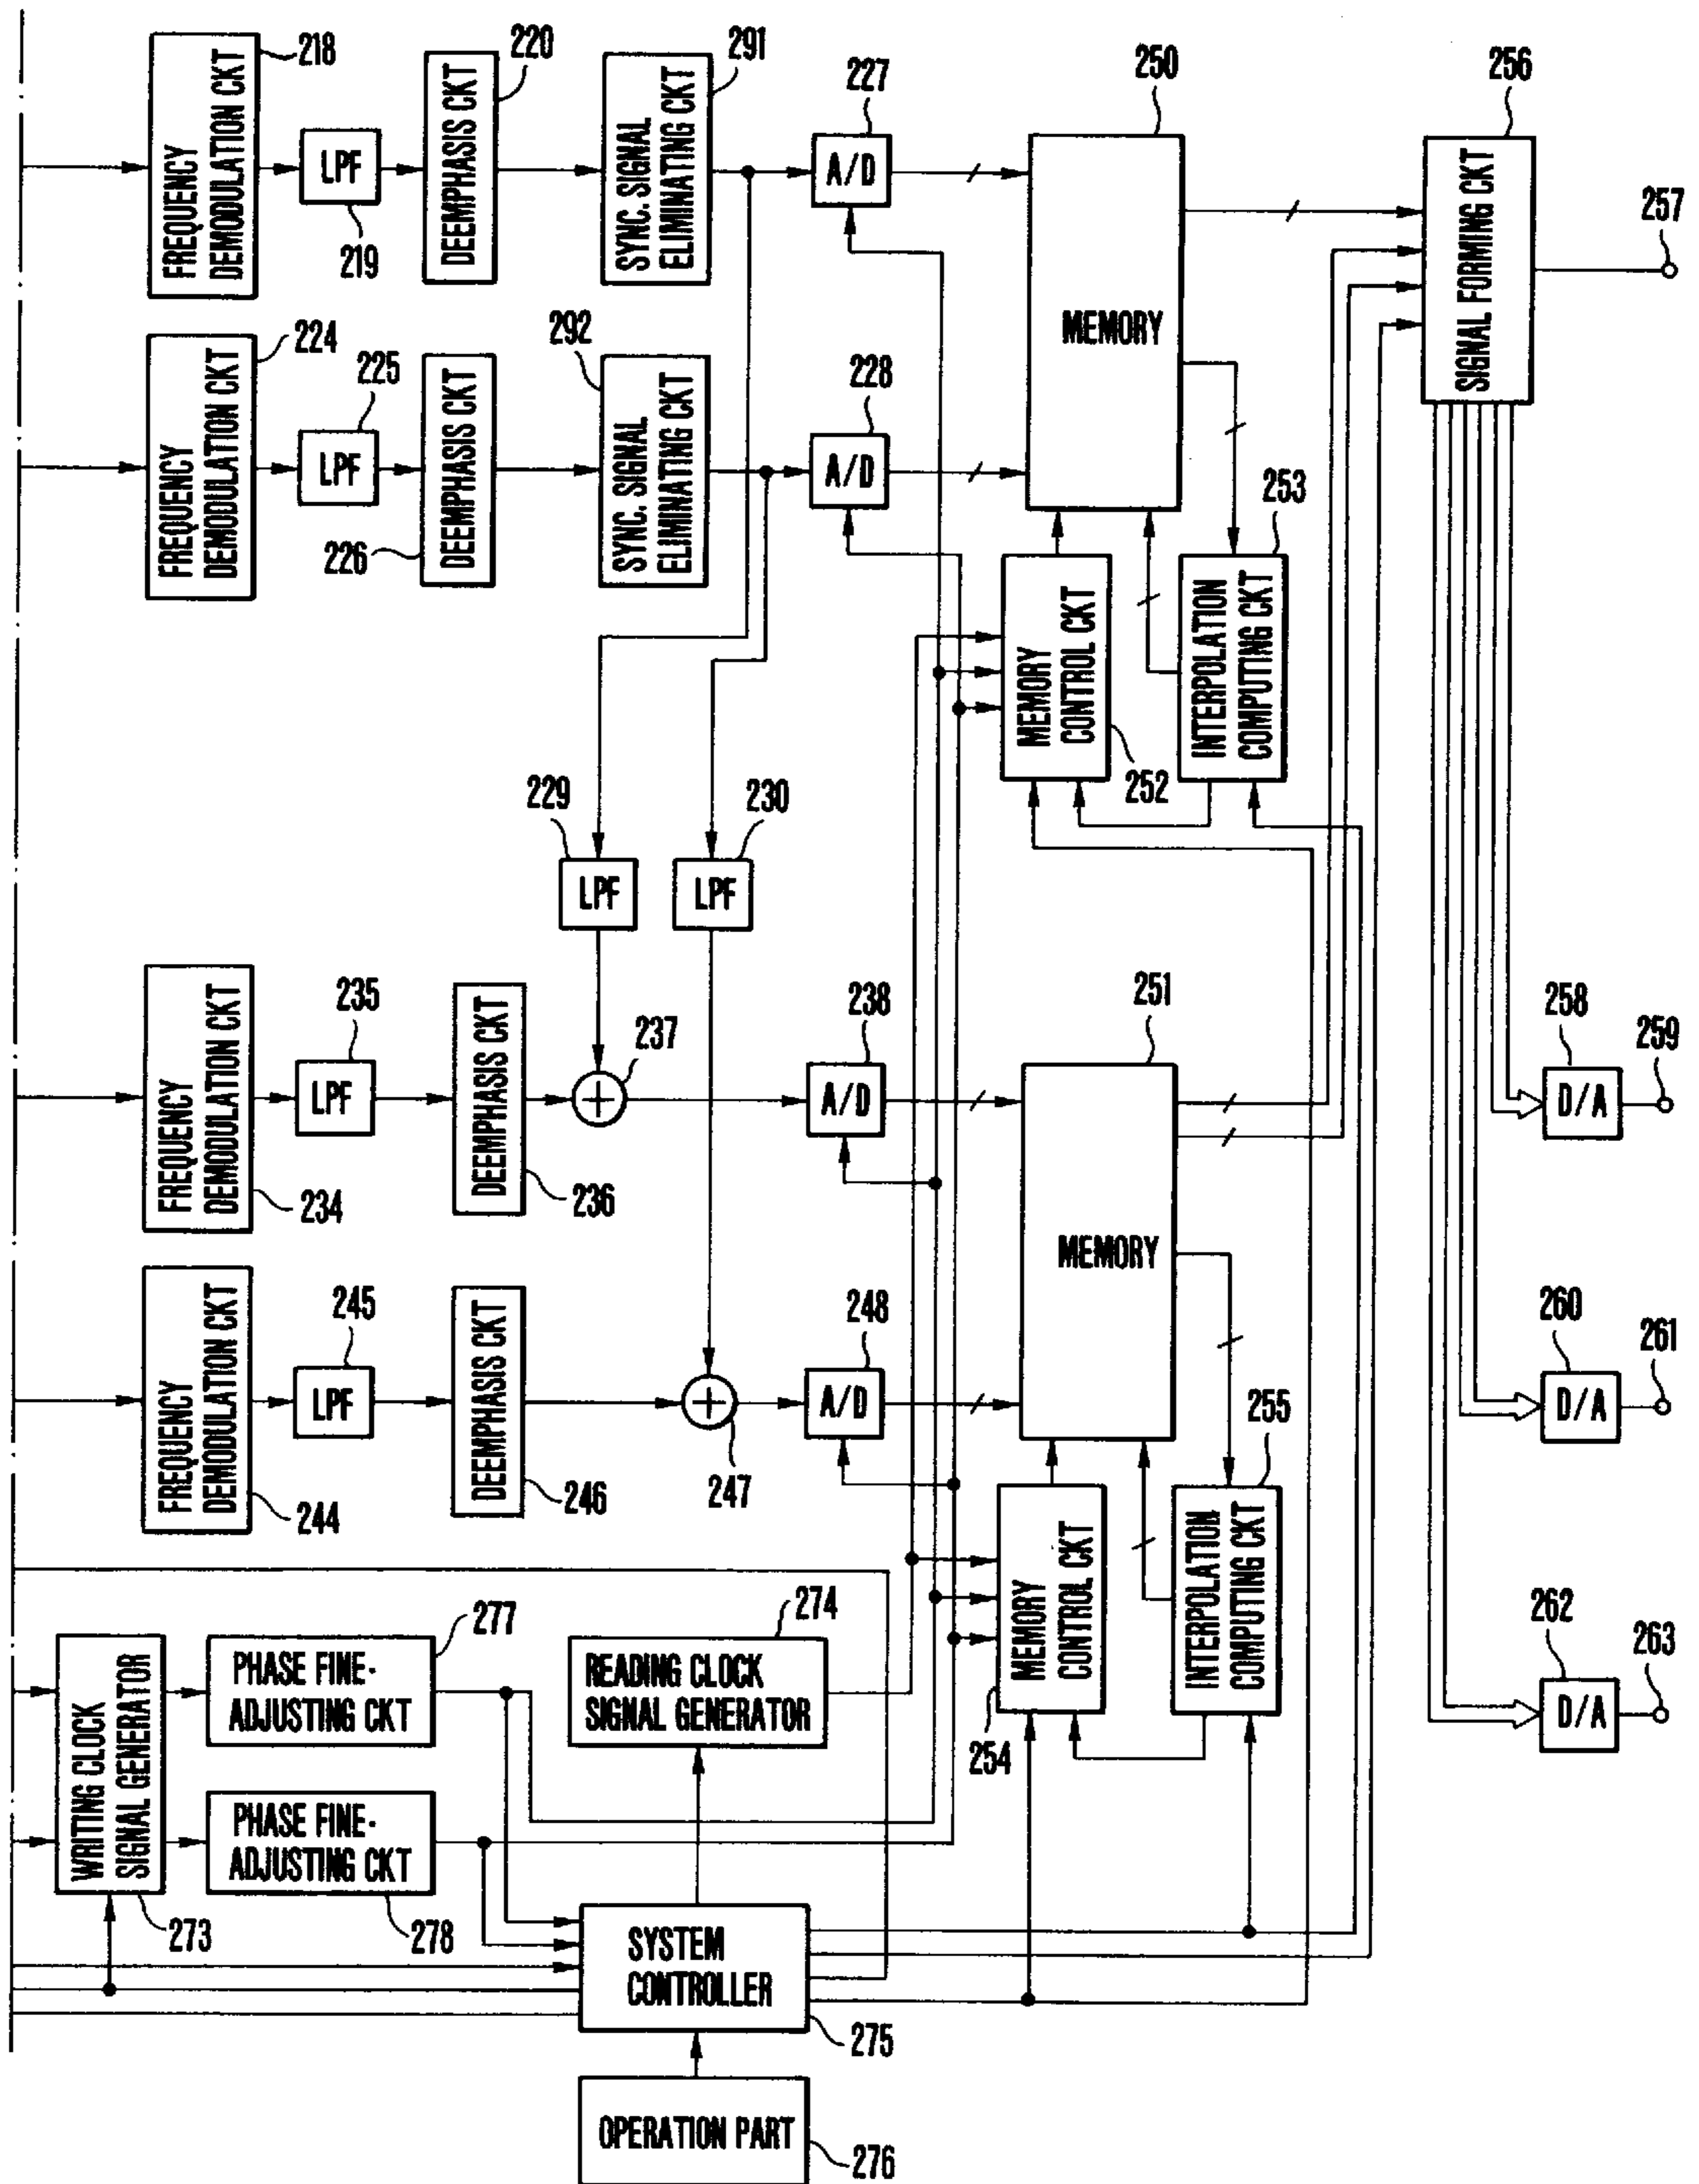 FREQUENCY
DEMODULATION CKT
218
LPF
219
DEEMPHASIS CKT
220
SYNC. SIGNAL
ELIMINATING CKT
291
A/D
227
MEMORY
250
SIGNAL FORMING CKT
256
257
FREQUENCY
DEMODULATION CKT
224
LPF
225
DEEMPHASIS CKT
226
SYNC. SIGNAL
ELIMINATING CKT
292
A/D
228
MEMORY
CONTROL CKT
252
INTERPOLATION
COMPUTING CKT
253
LPF
229
LPF
230
FREQUENCY
DEMODULATION CKT
234
LPF
235
DEEMPHASIS CKT
236
237
A/D
238
MEMORY
251
D/A
258
259
FREQUENCY
DEMODULATION CKT
244
LPF
245
DEEMPHASIS CKT
246
247
A/D
248
MEMORY
CONTROL CKT
254
INTERPOLATION
COMPUTING CKT
255
D/A
260
261
WRITING CLOCK
SIGNAL GENERATOR
273
PHASE FINE-
ADJUSTING CKT
277
PHASE FINE-
ADJUSTING CKT
278
READING CLOCK
SIGNAL GENERATOR
274
D/A
262
263
SYSTEM
CONTROLLER
275
OPERATION PART
276